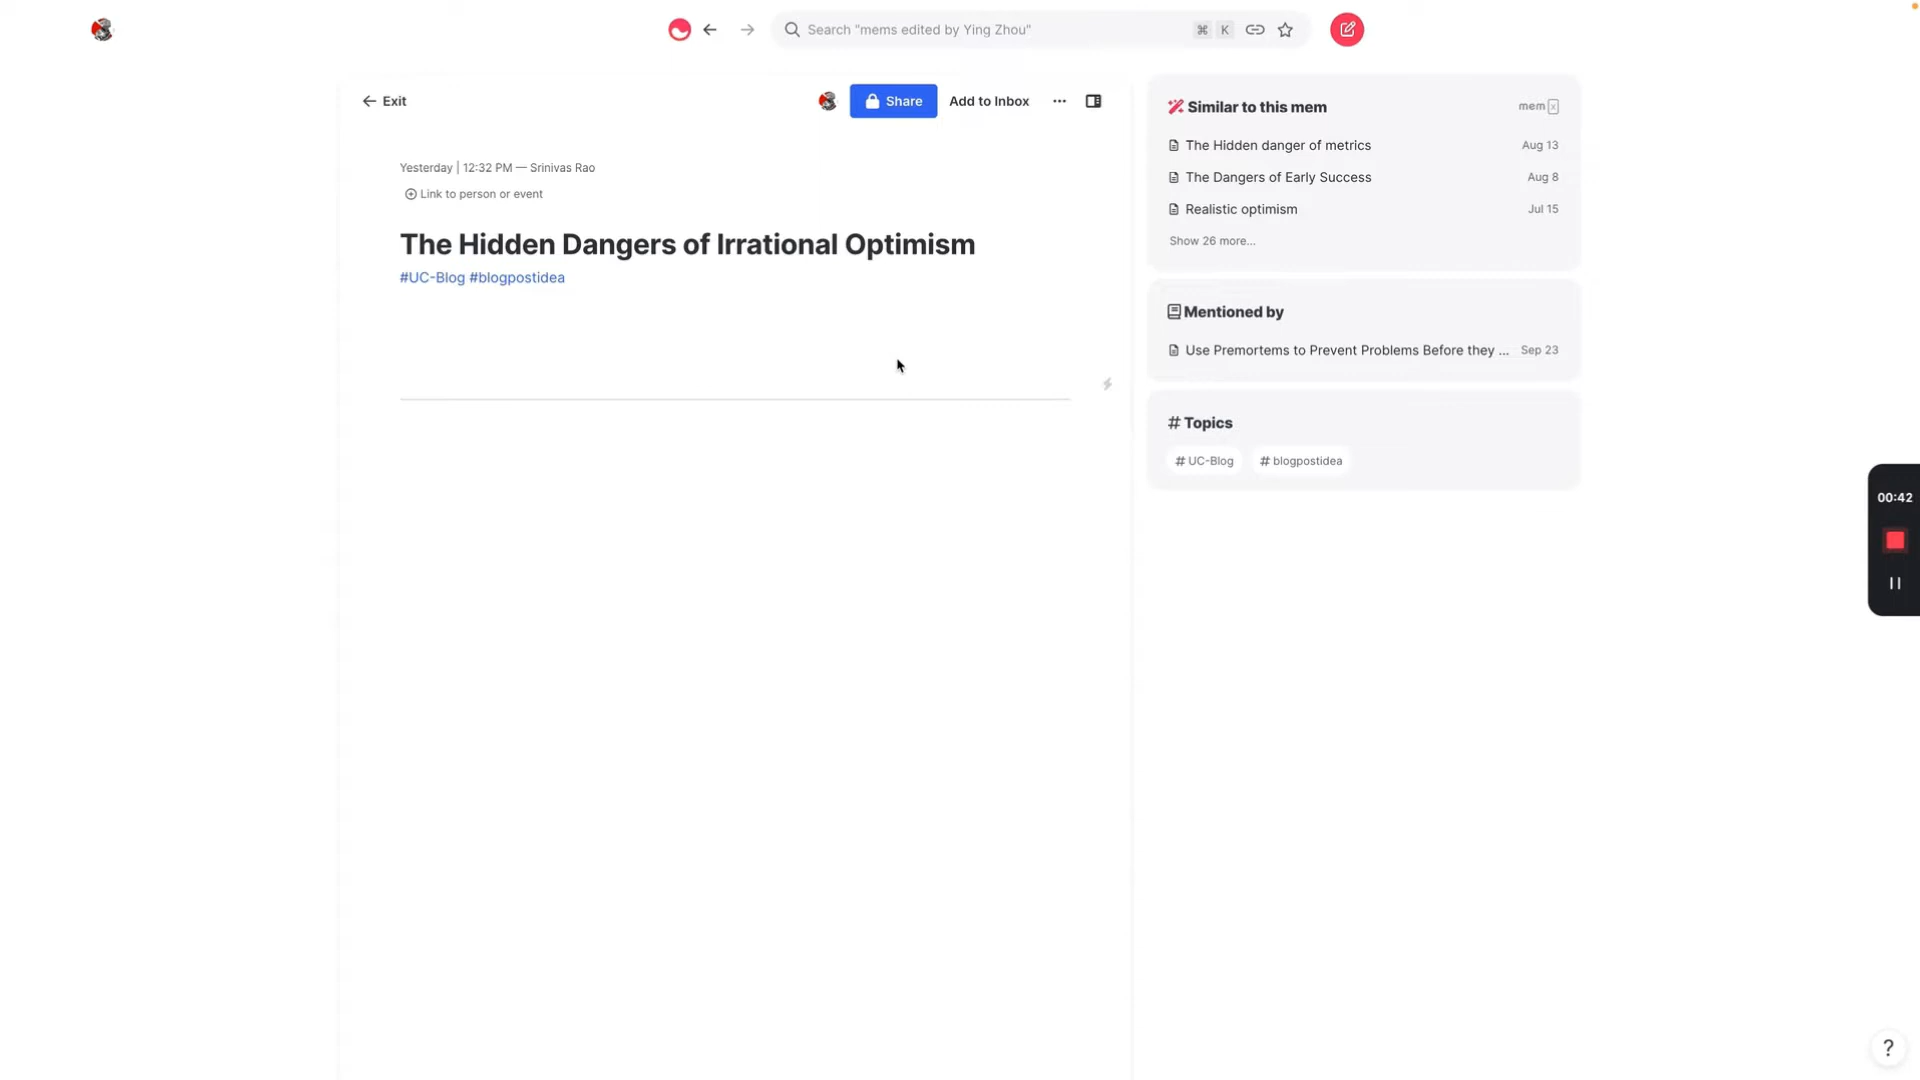 Search "mems edited by Ying Zhou"
⌘ K
Exit
Share
Add to Inbox
Yesterday | 12:32 PM — Srinivas Rao
Link to person or event
The Hidden Dangers of Irrational Optimism
#UC-Blog #blogpostidea
Similar to this mem
mem x
The Hidden danger of metrics Aug 13
The Dangers of Early Success Aug 8
Realistic optimism Jul 15
Show 26 more...
Mentioned by
Use Premortems to Prevent Problems Before they ... Sep 23
# Topics
# UC-Blog # blogpostidea
00:42
?